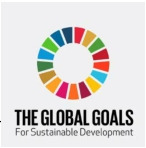 THE GLOBAL GOALS
For Sustainable Development